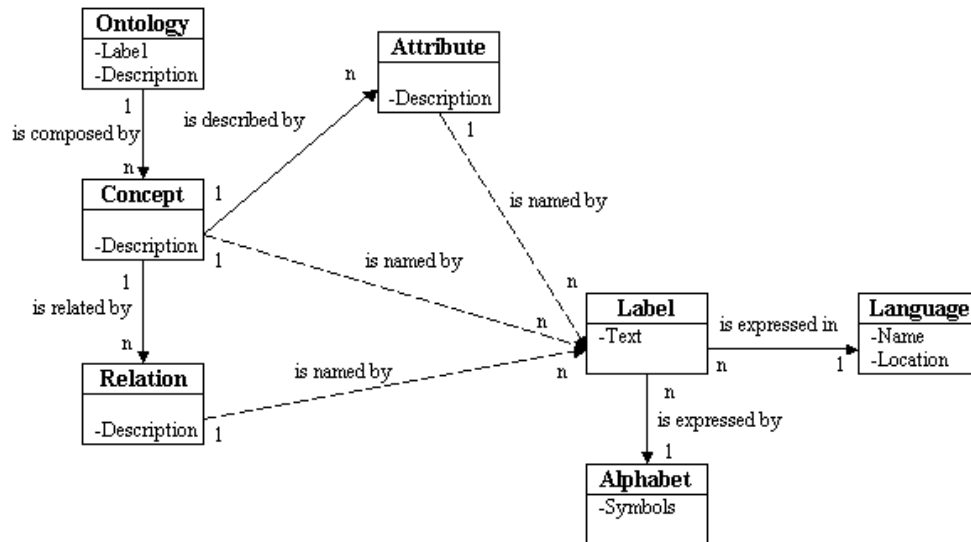 Ontology
-Label
-Description
Attribute
-Description
n
1
1
is described by
is composed by
n
Concept
-Description
1
1
is named by
1
is named by
is related by
n
n
Label
-Text
Language
-Name
-Location
is expressed in
n
n
Relation
-Description
is named by
n
n
1
1
n
is expressed by
1
Alphabet
-Symbols